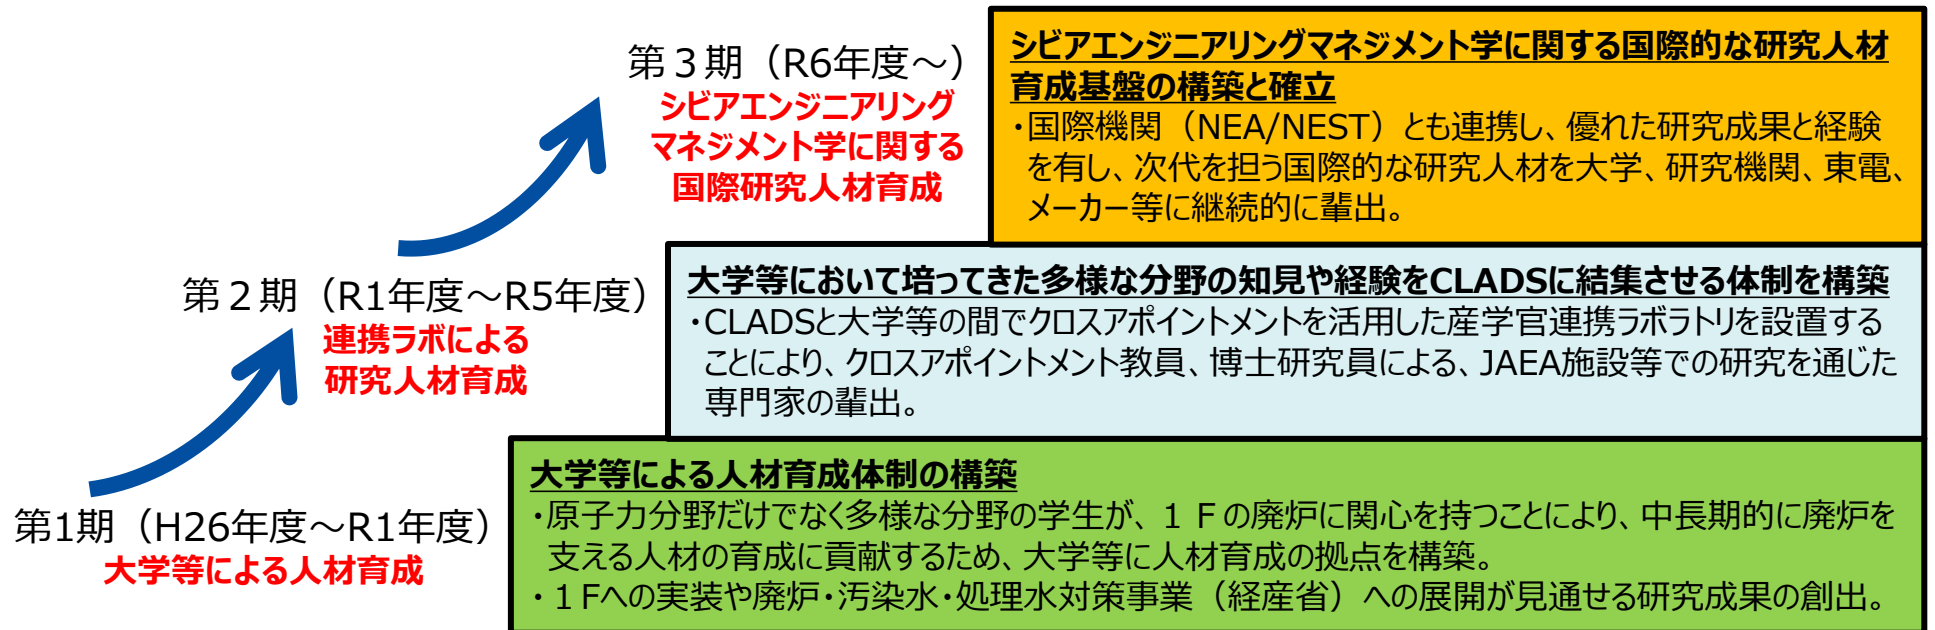 第３期（R6年度～）
シビアエンジニアリング
マネジメント学に関する
国際研究人材育成
シビアエンジニアリングマネジメント学に関する国際的な研究人材
育成基盤の構築と確立
・国際機関（NEA/NEST）とも連携し、優れた研究成果と経験
を有し、次代を担う国際的な研究人材を大学、研究機関、東電、
メーカー等に継続的に輩出。
第２期（R1年度～R5年度）
連携ラボによる
研究人材育成
大学等において培ってきた多様な分野の知見や経験をCLADSに結集させる体制を構築
・CLADSと大学等の間でクロスアポイントメントを活用した産学官連携ラボラトリを設置する
ことにより、クロスアポイントメント教員、博士研究員による、JAEA施設等での研究を通じた
専門家の輩出。
第1期（H26年度～R1年度）
大学等による人材育成
大学等による人材育成体制の構築
・原子力分野だけでなく多様な分野の学生が、１Ｆの廃炉に関心を持つことにより、中長期的に廃炉を
支える人材の育成に貢献するため、大学等に人材育成の拠点を構築。
・１Fへの実装や廃炉・汚染水・処理水対策事業（経産省）への展開が見通せる研究成果の創出。